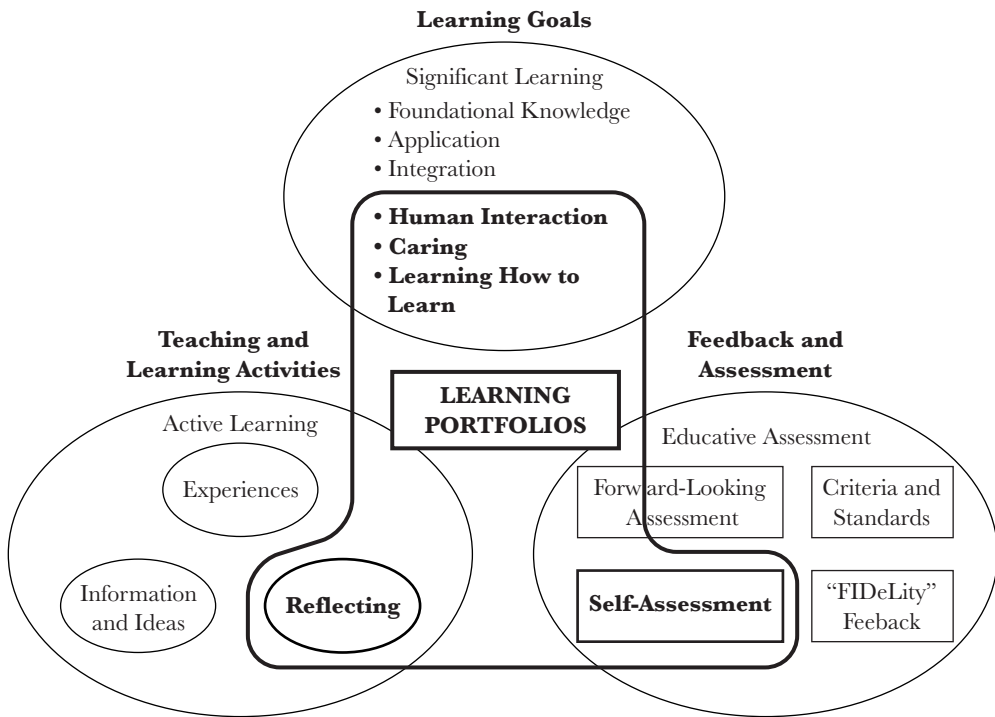 Learning Goals
Significant Learning
• Foundational Knowledge
• Application
• Integration
• Human Interaction
• Caring
• Learning How to
Learn
Teaching and
Learning Activities
Feedback and
Assessment
LEARNING
PORTFOLIOS
Active Learning
Experiences
Information
and Ideas
Reflecting
Educative Assessment
Forward-Looking
Assessment
Criteria and
Standards
Self-Assessment
“FIDeLity”
Feeback